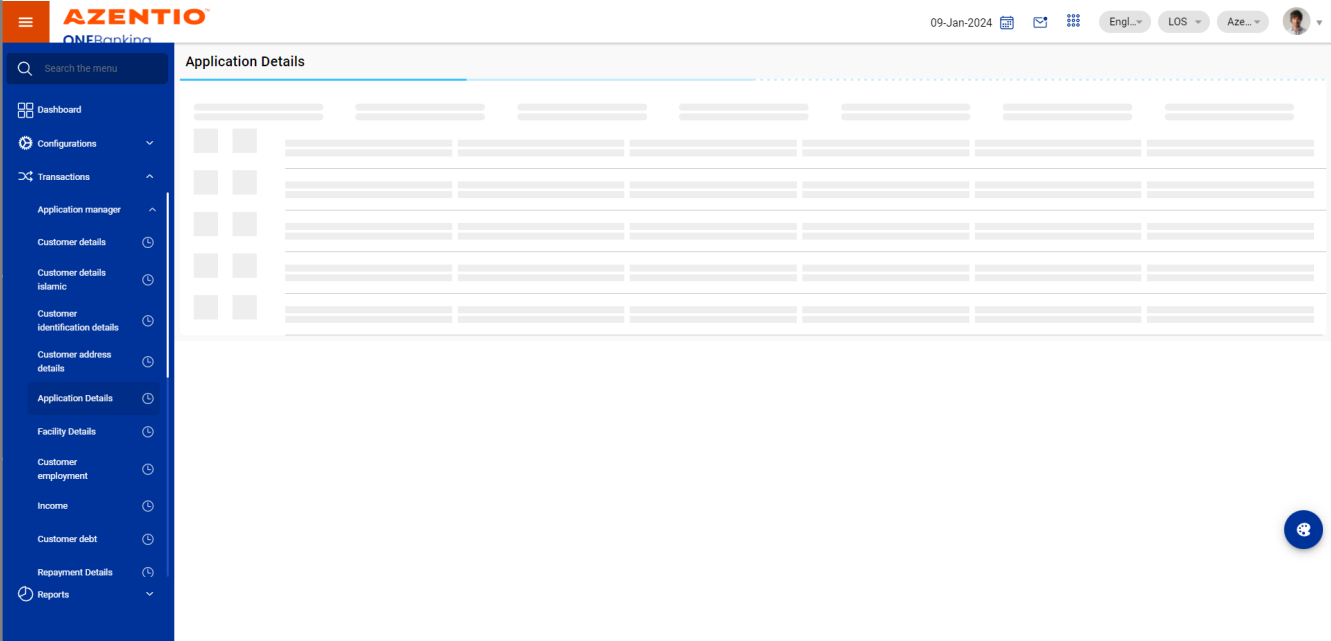 AZENTIO™
ONEBanking
09-Jan-2024
Engl...
LOS
Aze...
Search the menu
Application Details
Dashboard
Configurations
Transactions
Application manager
Customer details
Customer details
islamic
Customer
identification details
Customer address
details
Application Details
Facility Details
Customer
employment
Income
Customer debt
Repayment Details
Reports